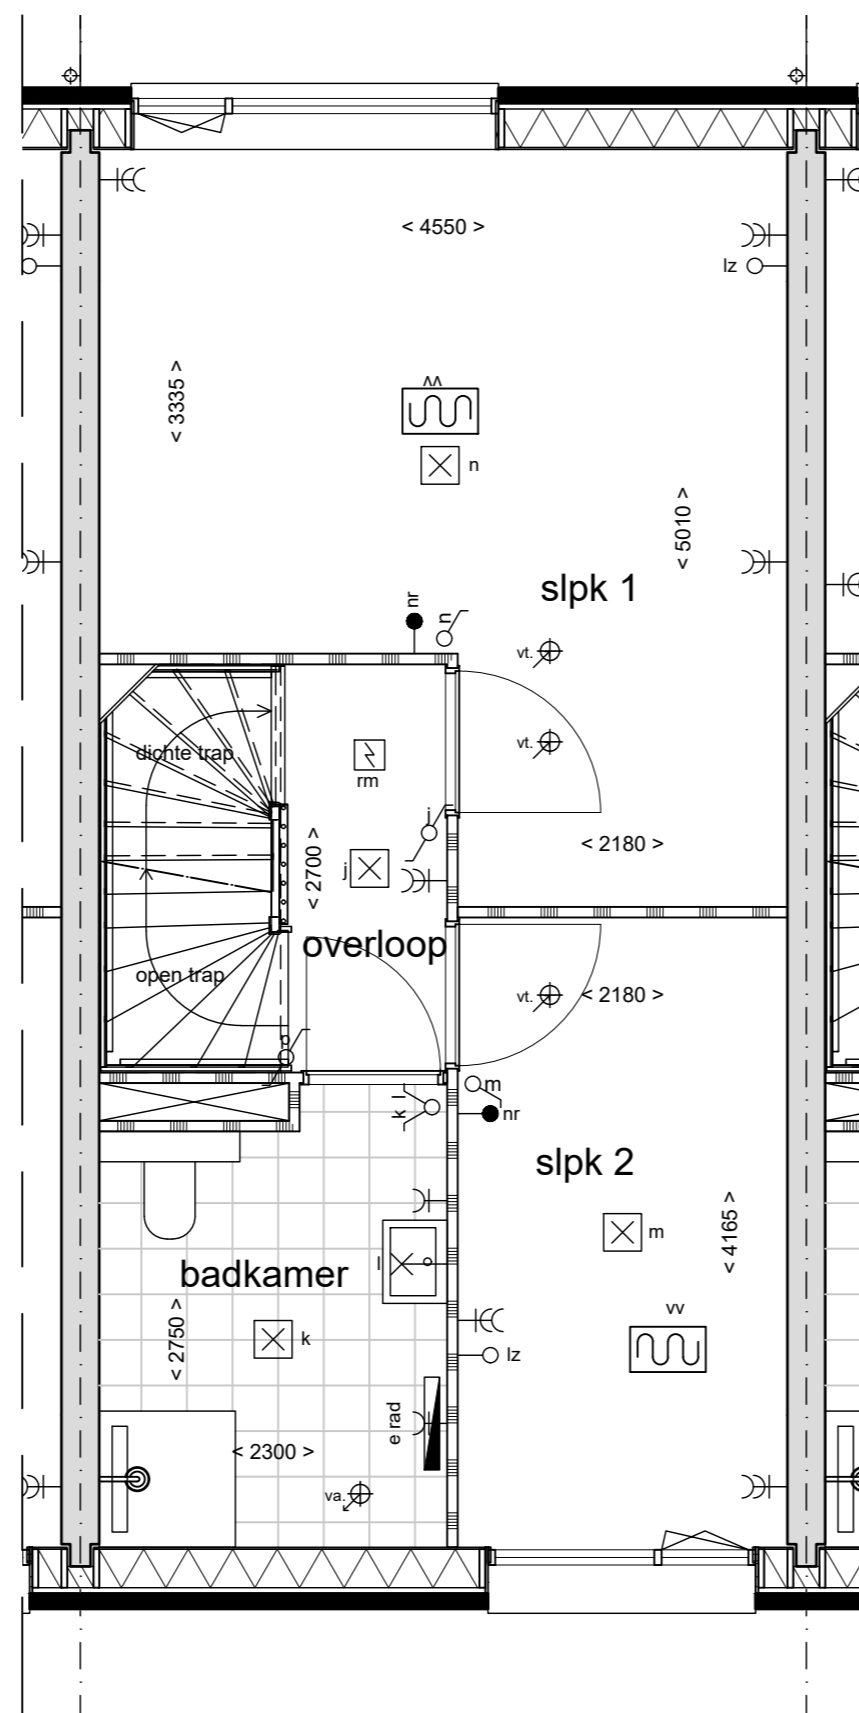 < 4550 >
lz
< 3335 >
^^
n
< 5010 >
slpk 1
nr
n
vt.
dichte trap
rm
vt.
j
< 2700 >
j
< 2180 >
overloop
open trap
vt.
< 2180 >
p
m
k
l
nr
slpk 2
< 4165 >
m
badkamer
l
vv
< 2750 >
k
lz
e rad
< 2300 >
va.